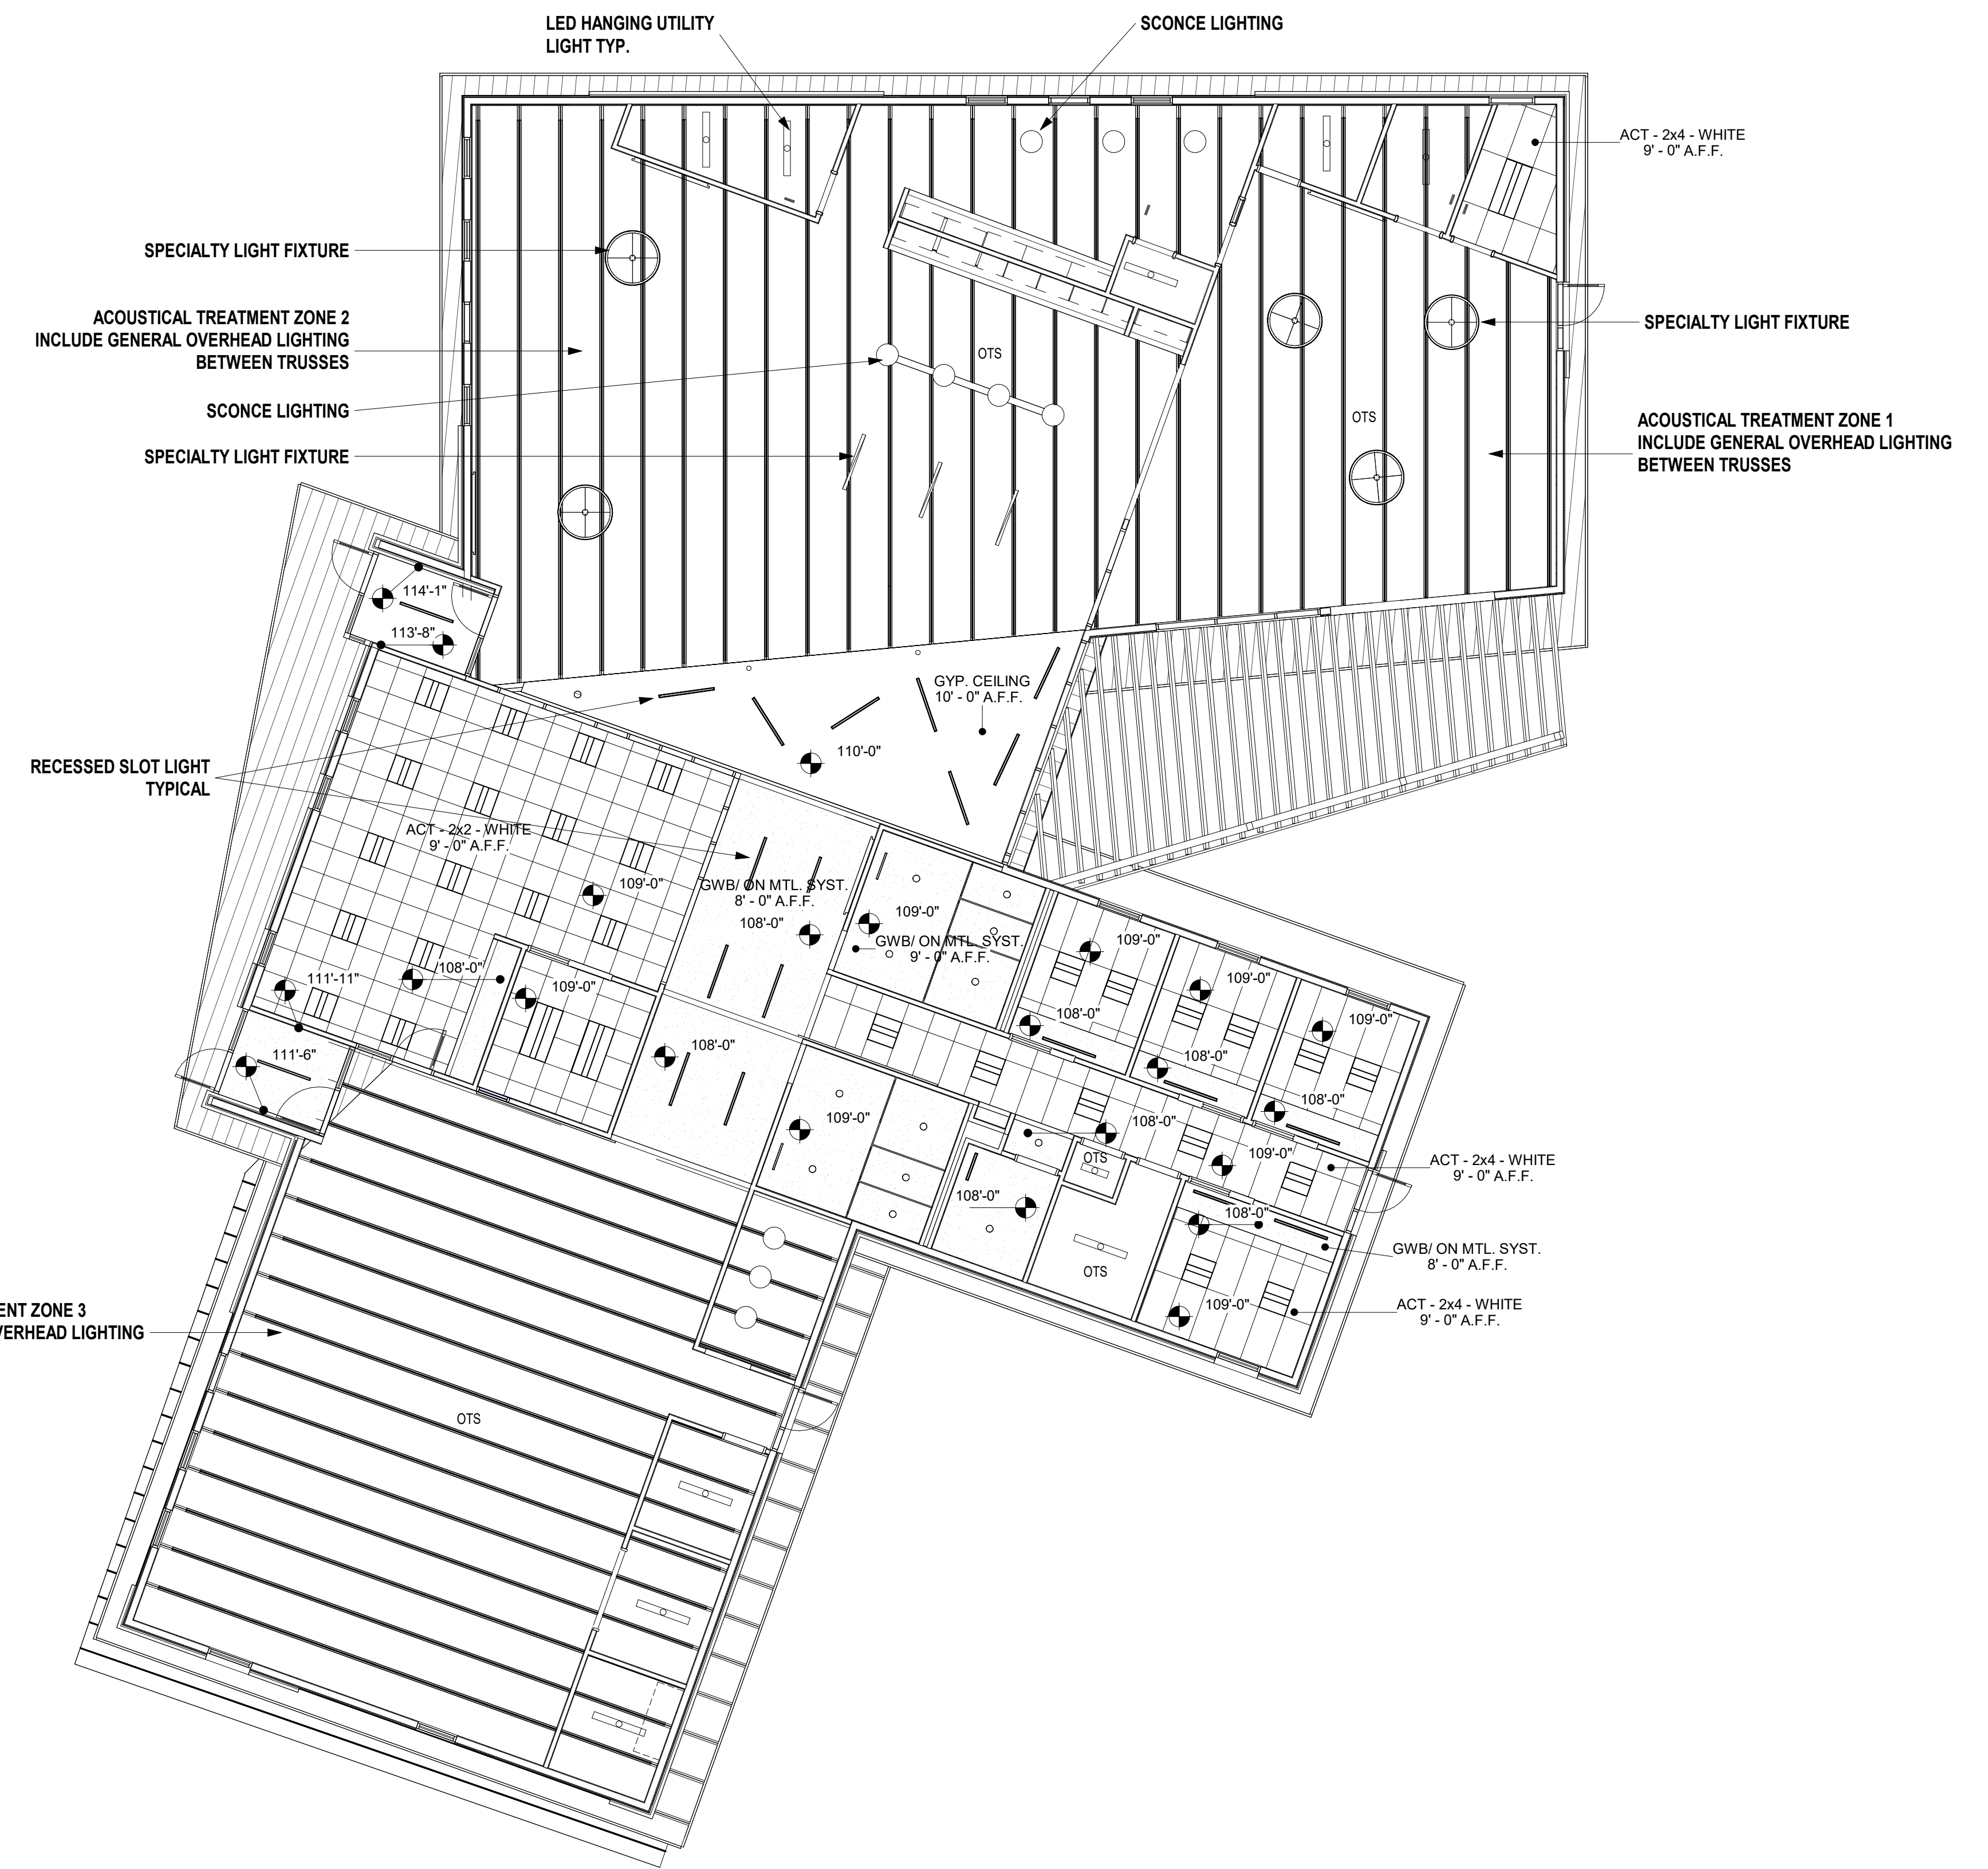 LED HANGING UTILITY
LIGHT TYP.
SCONCE LIGHTING
ACT - 2x4 - WHITE
9' - 0" A.F.F.
SPECIALTY LIGHT FIXTURE
ACOUSTICAL TREATMENT ZONE 2
INCLUDE GENERAL OVERHEAD LIGHTING
BETWEEN TRUSSES
SPECIALTY LIGHT FIXTURE
OTS
SCONCE LIGHTING
OTS
ACOUSTICAL TREATMENT ZONE 1
INCLUDE GENERAL OVERHEAD LIGHTING
BETWEEN TRUSSES
SPECIALTY LIGHT FIXTURE
114'-1"
113'-8"
GYP. CEILING
10' - 0" A.F.F.
110'-0"
RECESSED SLOT LIGHT
TYPICAL
ACT - 2x2 - WHITE
9' - 0" A.F.F.
109'-0"
GWB/ ON MTL. SYST.
8' - 0" A.F.F.
108'-0"
109'-0"
GWB/ ON MTL. SYST.
9' - 0" A.F.F.
109'-0"
108'-0"
111'-11"
109'-0"
109'-0"
108'-0"
109'-0"
111'-6"
108'-0"
108'-0"
108'-0"
109'-0"
108'-0"
109'-0"
OTS
ACT - 2x4 - WHITE
9' - 0" A.F.F.
108'-0"
108'-0"
GWB/ ON MTL. SYST.
8' - 0" A.F.F.
OTS
109'-0"
ACT - 2x4 - WHITE
9' - 0" A.F.F.
ENT ZONE 3
VERHEAD LIGHTING
OTS